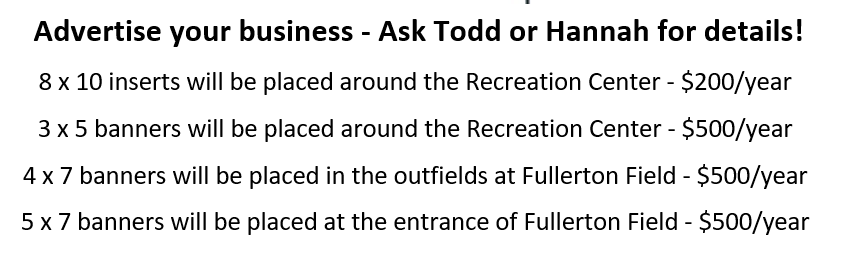 Advertise your business - Ask Todd or Hannah for details!
8 x 10 inserts will be placed around the Recreation Center - $200/year
3 x 5 banners will be placed around the Recreation Center - $500/year
4 x 7 banners will be placed in the outfields at Fullerton Field - $500/year
5 x 7 banners will be placed at the entrance of Fullerton Field - $500/year